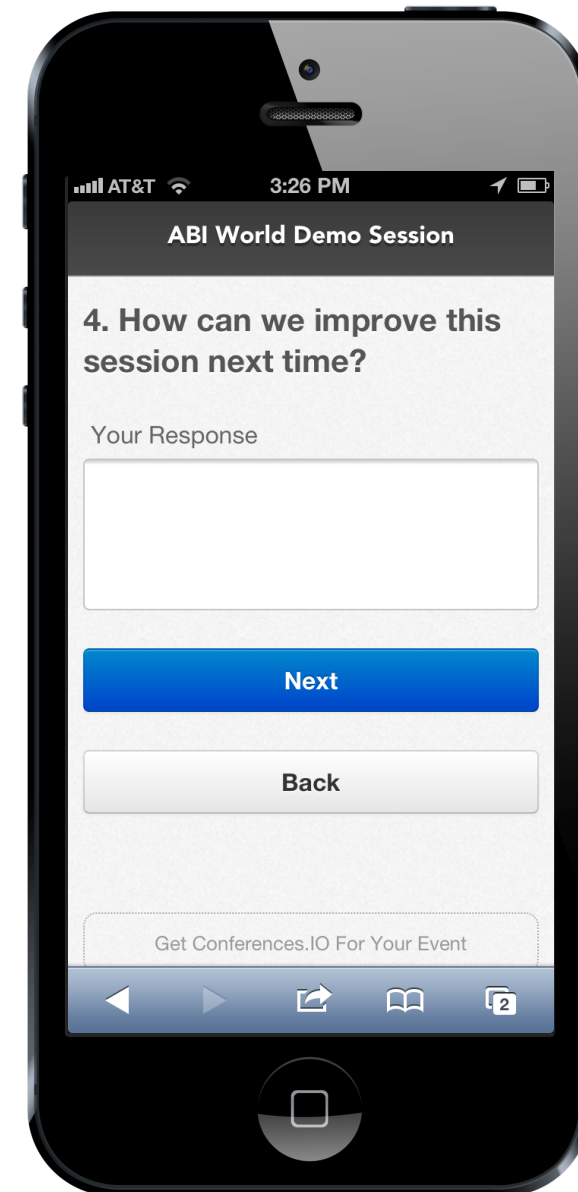 AT&T 3:26 PM
ABI World Demo Session
4. How can we improve this
session next time?
Your Response
Next
Back
Get Conferences.IO For Your Event
2